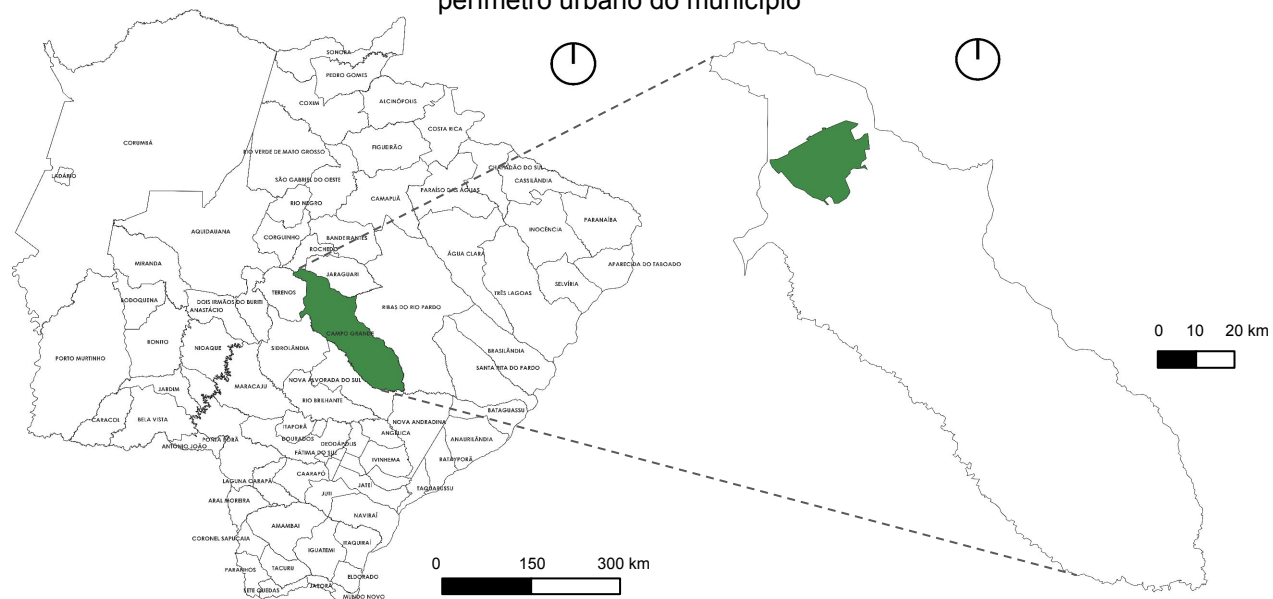 perímetro urbano do município
SONORA
PEDRO GOMES
COXIM
ALCINÓPOLIS
COSTA RICA
CORUMBÁ
RIO VERDE DE MATO GROSSO
FIGUEIRÃO
CHAPADÃO DO SUL
LADÁRIO
SÃO GABRIEL DO OESTE
CASSILÂNDIA
PARAÍSO DAS ÁGUAS
RIO NEGRO
CAMAPUÃ
PARANAÍBA
INOCÊNCIA
AQUIDAUANA
CORGUINHO
BANDEIRANTES
ROCHEDO
ÁGUA CLARA
MIRANDA
APARECIDA DO TABOADO
JARAGUARI
SELVÍRIA
TERENOS
TRÊS LAGOAS
BODOQUENA
DOIS IRMÃOS DO BURITI
ANASTÁCIO
RIBAS DO RIO PARDO
CAMPO GRANDE
BONITO
NIOAQUE
SIDROLÂNDIA
BRASILÂNDIA
PORTO MURTINHO
SANTA RITA DO PARDO
NOVA ALVORADA DO SUL
JARDIM
MARACAJU
RIO BRILHANTE
BATAGUASSU
CARACOL
BELA VISTA
NOVA ANDRADINA
ITAPORÃ
ANGÉLICA
PONTA PORÃ
DOURADOS
DEODÁPOLIS
ANAURILÂNDIA
ANTONIO JOÃO
FÁTIMA DO SUL
IVINHEMA
BATAYPORÃ
CAARAPÓ
LAGUNA CARAPÃ
JATEÍ
TAQUARUSSU
JUTI
ARAL MOREIRA
NAVIRAÍ
AMAMBAI
CORONEL SAPUCAIA
ITAQUIRAÍ
IGUATEMI
PARANHOS
TACURU
ELDORADO
JAPORÃ
SETE QUEDAS
MUNDO NOVO
0 150 300 km
0 10 20 km